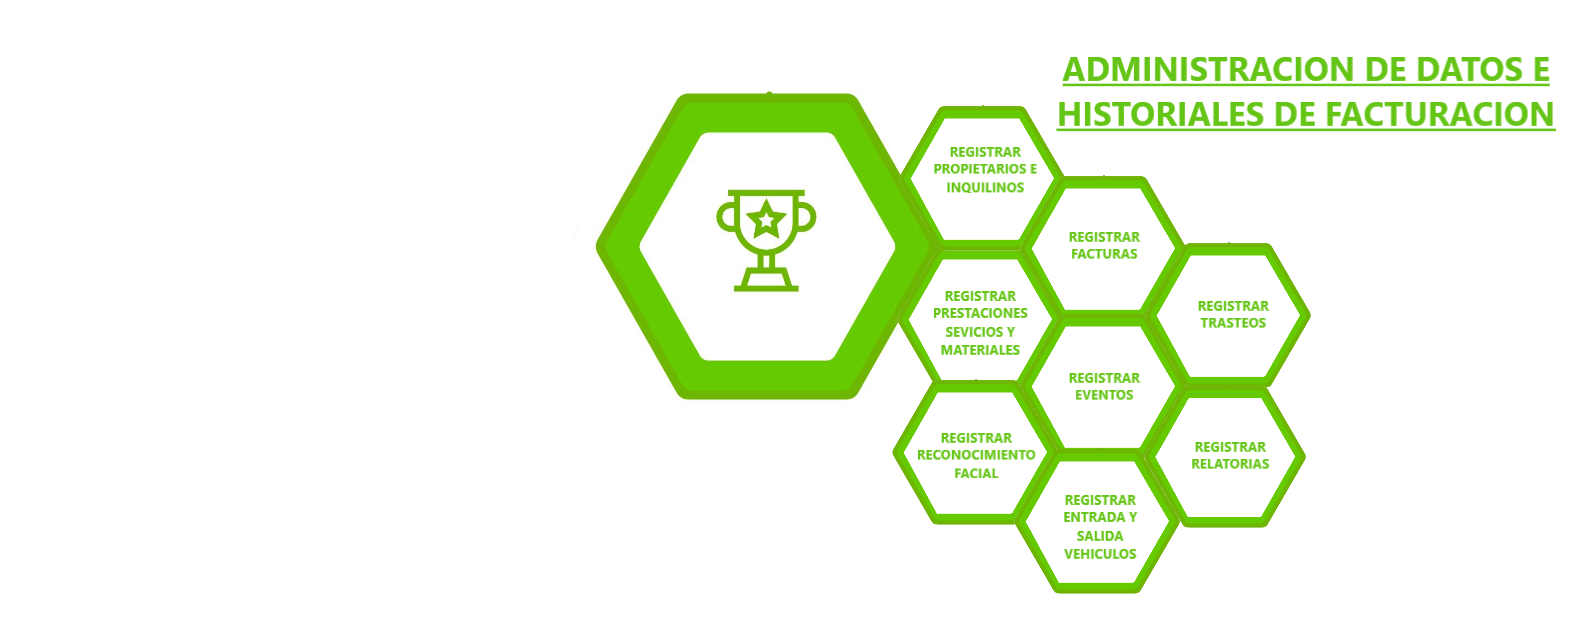 ADMINISTRACION DE DATOS E
HISTORIALES DE FACTURACION
REGISTRAR
PROPIETARIOS E
INQUILINOS
REGISTRAR
FACTURAS
REGISTRAR
TRASTEOS
REGISTRAR
PRESTACIONES
SEVICIOS Y
MATERIALES
REGISTRAR
EVENTOS
REGISTRAR
RECONOCIMIENTO
FACIAL
REGISTRAR
RELATORIAS
REGISTRAR
ENTRADA Y
SALIDA
VEHICULOS